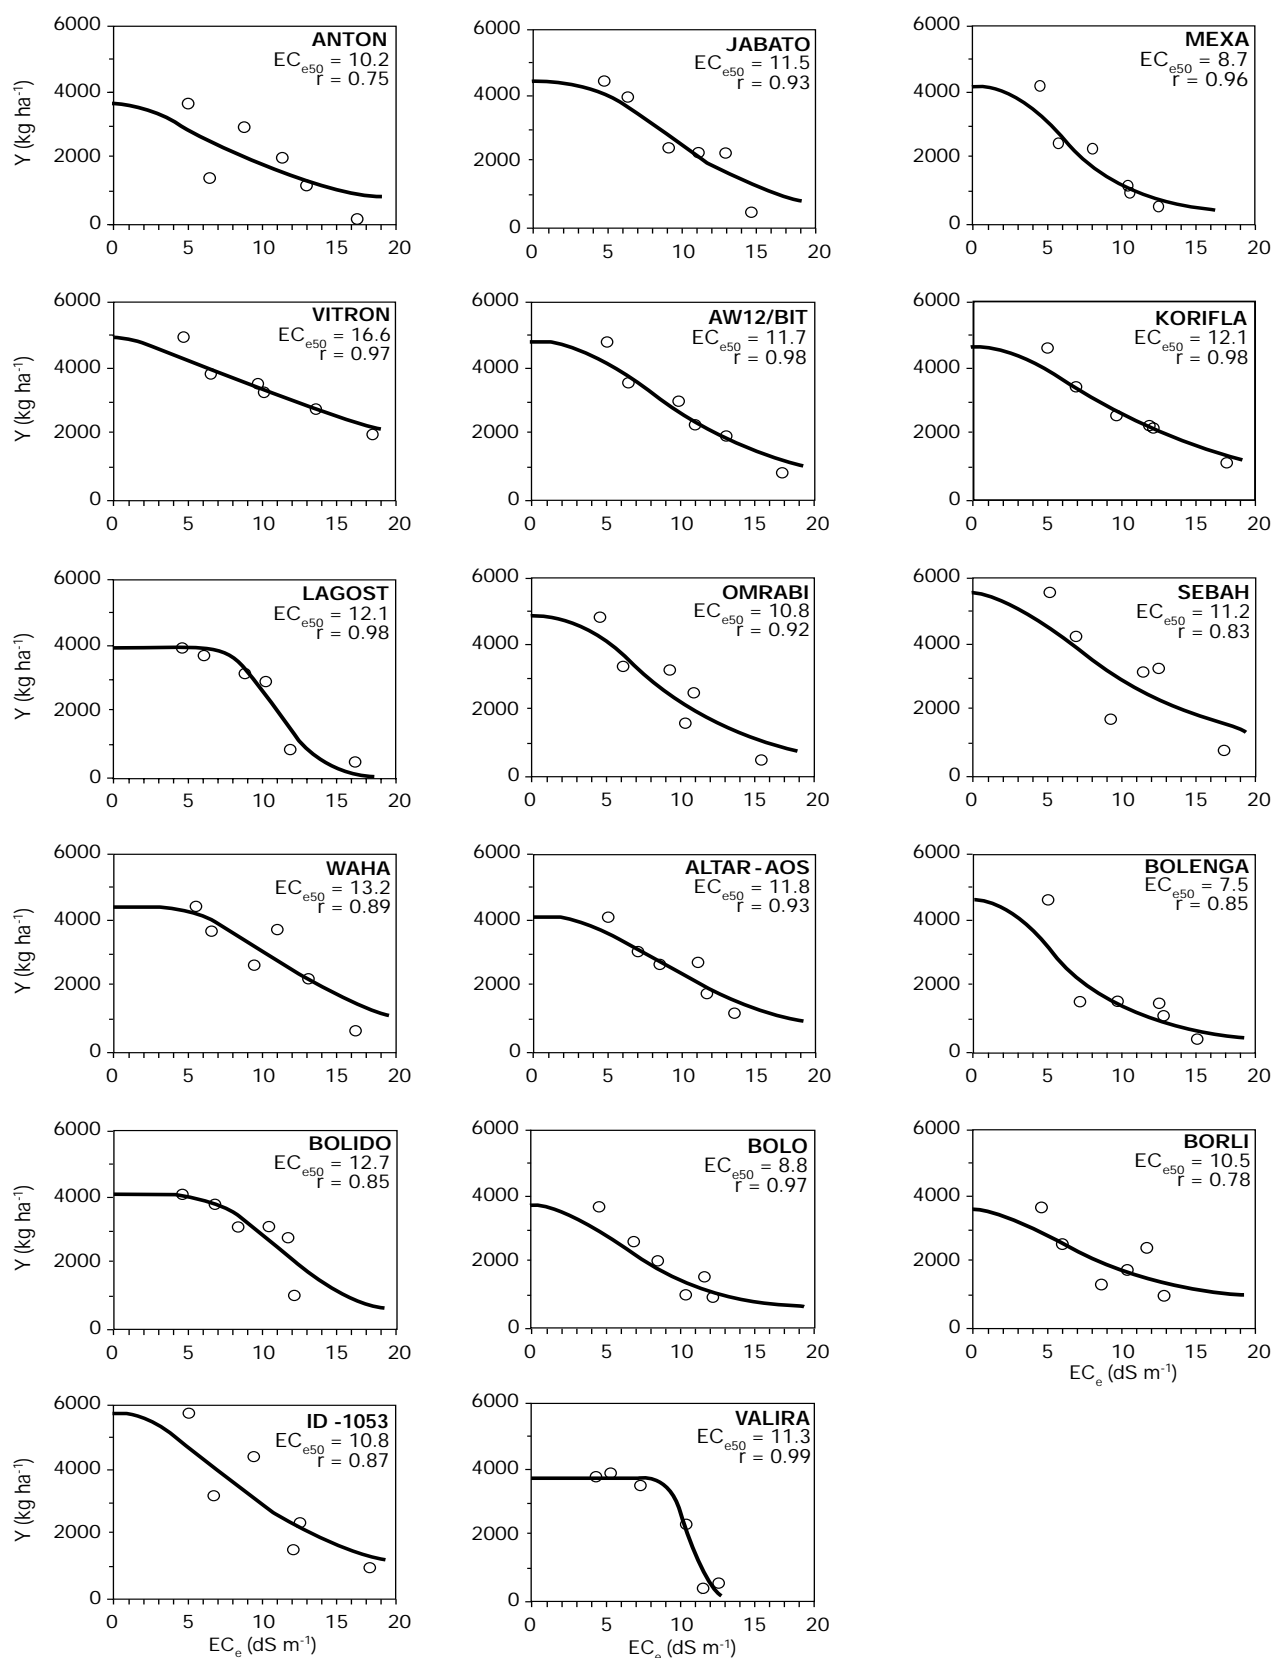 6000
4000
2000
0
Y (kg ha-1)
ANTON
ECe50 = 10.2
r = 0.75
0 5 10 15 20
6000
4000
2000
0
JABATO
ECe50 = 11.5
r = 0.93
0 5 10 15 20
6000
4000
2000
0
MEXA
ECe50 = 8.7
r = 0.96
0 5 10 15 20
6000
4000
2000
0
Y (kg ha-1)
VITRON
ECe50 = 16.6
r = 0.97
0 5 10 15 20
6000
4000
2000
0
AW12/BIT
ECe50 = 11.7
r = 0.98
0 5 10 15 20
6000
4000
2000
0
KORIFLA
ECe50 = 12.1
r = 0.98
0 5 10 15 20
6000
4000
2000
0
Y (kg ha-1)
LAGOST
ECe50 = 12.1
r = 0.98
0 5 10 15 20
6000
4000
2000
0
OMRABI
ECe50 = 10.8
r = 0.92
0 5 10 15 20
6000
4000
2000
0
SEBAH
ECe50 = 11.2
r = 0.83
0 5 10 15 20
6000
4000
2000
0
Y (kg ha-1)
WAHA
ECe50 = 13.2
r = 0.89
0 5 10 15 20
6000
4000
2000
0
ALTAR-AOS
ECe50 = 11.8
r = 0.93
0 5 10 15 20
6000
4000
2000
0
BOLENGA
ECe50 = 7.5
r = 0.85
0 5 10 15 20
6000
4000
2000
0
Y (kg ha-1)
BOLIDO
ECe50 = 12.7
r = 0.85
0 5 10 15 20
6000
4000
2000
0
BOLO
ECe50 = 8.8
r = 0.97
0 5 10 15 20
6000
4000
2000
0
BORLI
ECe50 = 10.5
r = 0.78
0 5 10 15 20
ECe (dS m-1)
6000
4000
2000
0
Y (kg ha-1)
ID -1053
ECe50 = 10.8
r = 0.87
0 5 10 15 20
ECe (dS m-1)
6000
4000
2000
0
VALIRA
ECe50 = 11.3
r = 0.99
0 5 10 15 20
ECe (dS m-1)